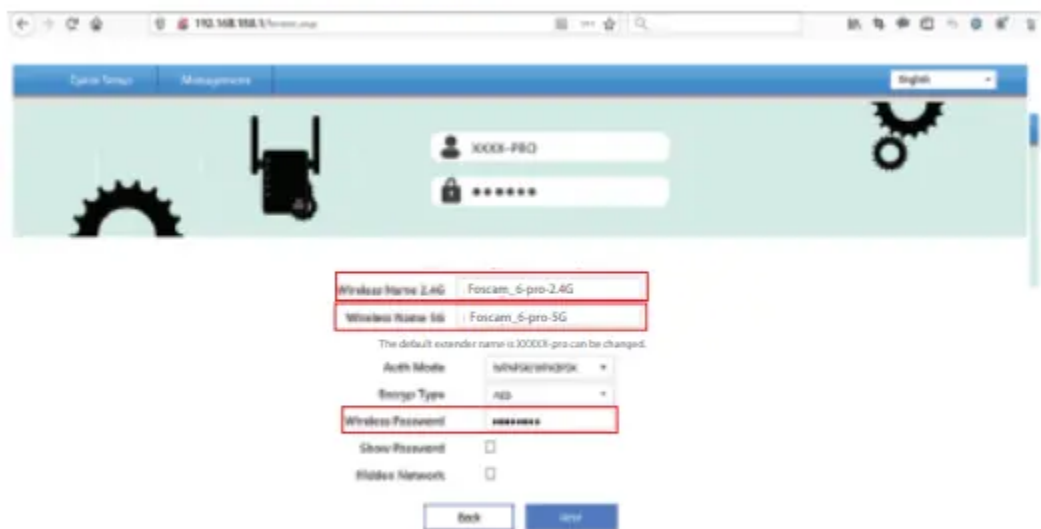 Management
English
XXXX-PRO
Wireless Name 2.4G Foscam_6-pro-2.4G
Wireless Name 5G Foscam_6-pro-5G
The default extender name is XXXXX-pro can be changed.
Auth Mode
Encryp Type AES
Wireless Password
Show Password
Hidden Network
Back
Next